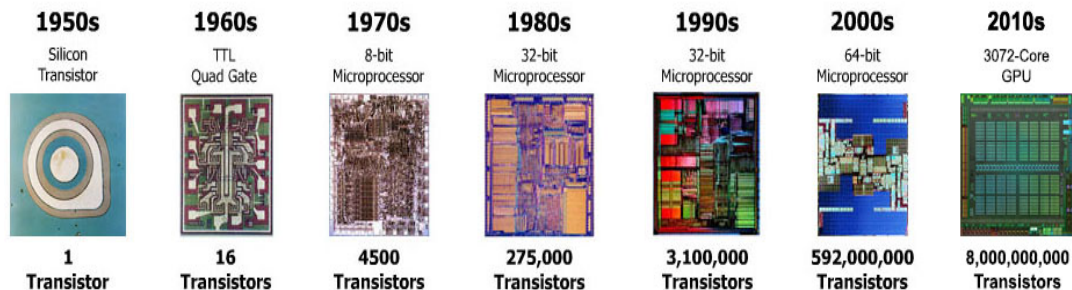 1950s
Silicon
Transistor
1
Transistor
1960s
TTL
Quad Gate
16
Transistors
1970s
8-bit
Microprocessor
4500
Transistors
1980s
32-bit
Microprocessor
275,000
Transistors
1990s
32-bit
Microprocessor
3,100,000
Transistors
2000s
64-bit
Microprocessor
592,000,000
Transistors
2010s
3072-Core
GPU
8,000,000,000
Transistors